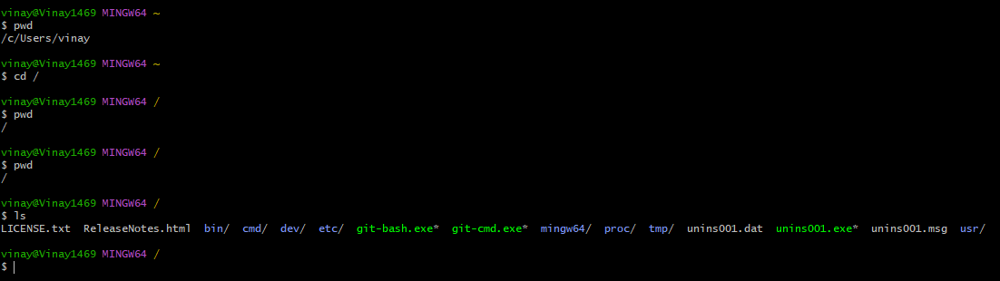 vinay@Vinay1469 MINGW64 ~
$ pwd
/c/Users/vinay
vinay@Vinay1469 MINGW64 ~
$ cd /
vinay@Vinay1469 MINGW64 /
$ pwd
/
vinay@Vinay1469 MINGW64 /
$ pwd
/
vinay@Vinay1469 MINGW64 /
$ ls
LICENSE.txt  ReleaseNotes.html  bin/  cmd/  dev/  etc/  git-bash.exe*  git-cmd.exe*  mingw64/  proc/  tmp/  unins001.dat  unins001.exe*  unins001.msg  usr/
vinay@Vinay1469 MINGW64 /
$